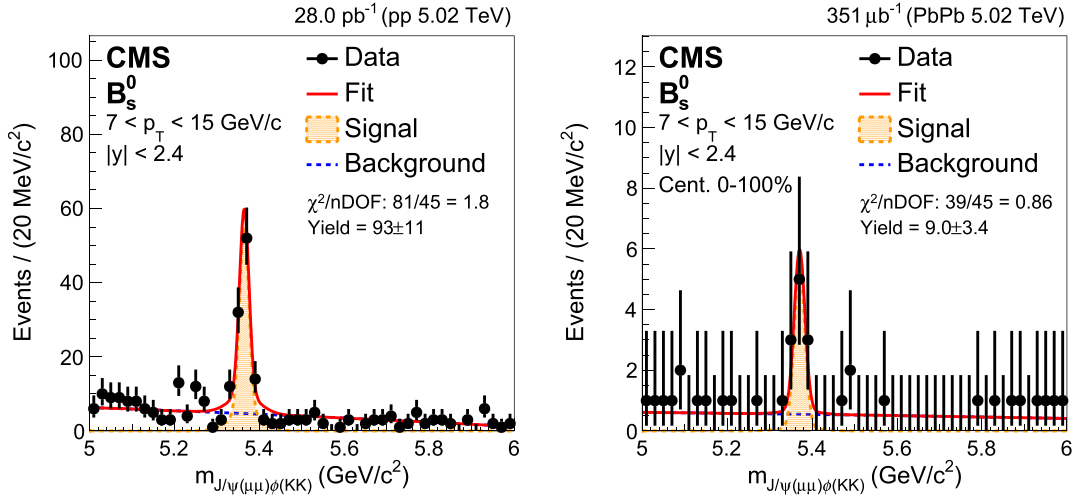 28.0 pb⁻¹ (pp 5.02 TeV)
CMS
B⁰ₛ
7 < p_T < 15 GeV/c
|y| < 2.4
Data
Fit
Signal
Background
χ²/nDOF: 81/45 = 1.8
Yield = 93±11
Events / (20 MeV/c²)
100
80
60
40
20
0
5 5.2 5.4 5.6 5.8 6
m_J/ψ(μμ)ϕ(KK) (GeV/c²)
351 μb⁻¹ (PbPb 5.02 TeV)
CMS
B⁰ₛ
7 < p_T < 15 GeV/c
|y| < 2.4
Cent. 0-100%
Data
Fit
Signal
Background
χ²/nDOF: 39/45 = 0.86
Yield = 9.0±3.4
Events / (20 MeV/c²)
12
10
8
6
4
2
0
5 5.2 5.4 5.6 5.8 6
m_J/ψ(μμ)ϕ(KK) (GeV/c²)